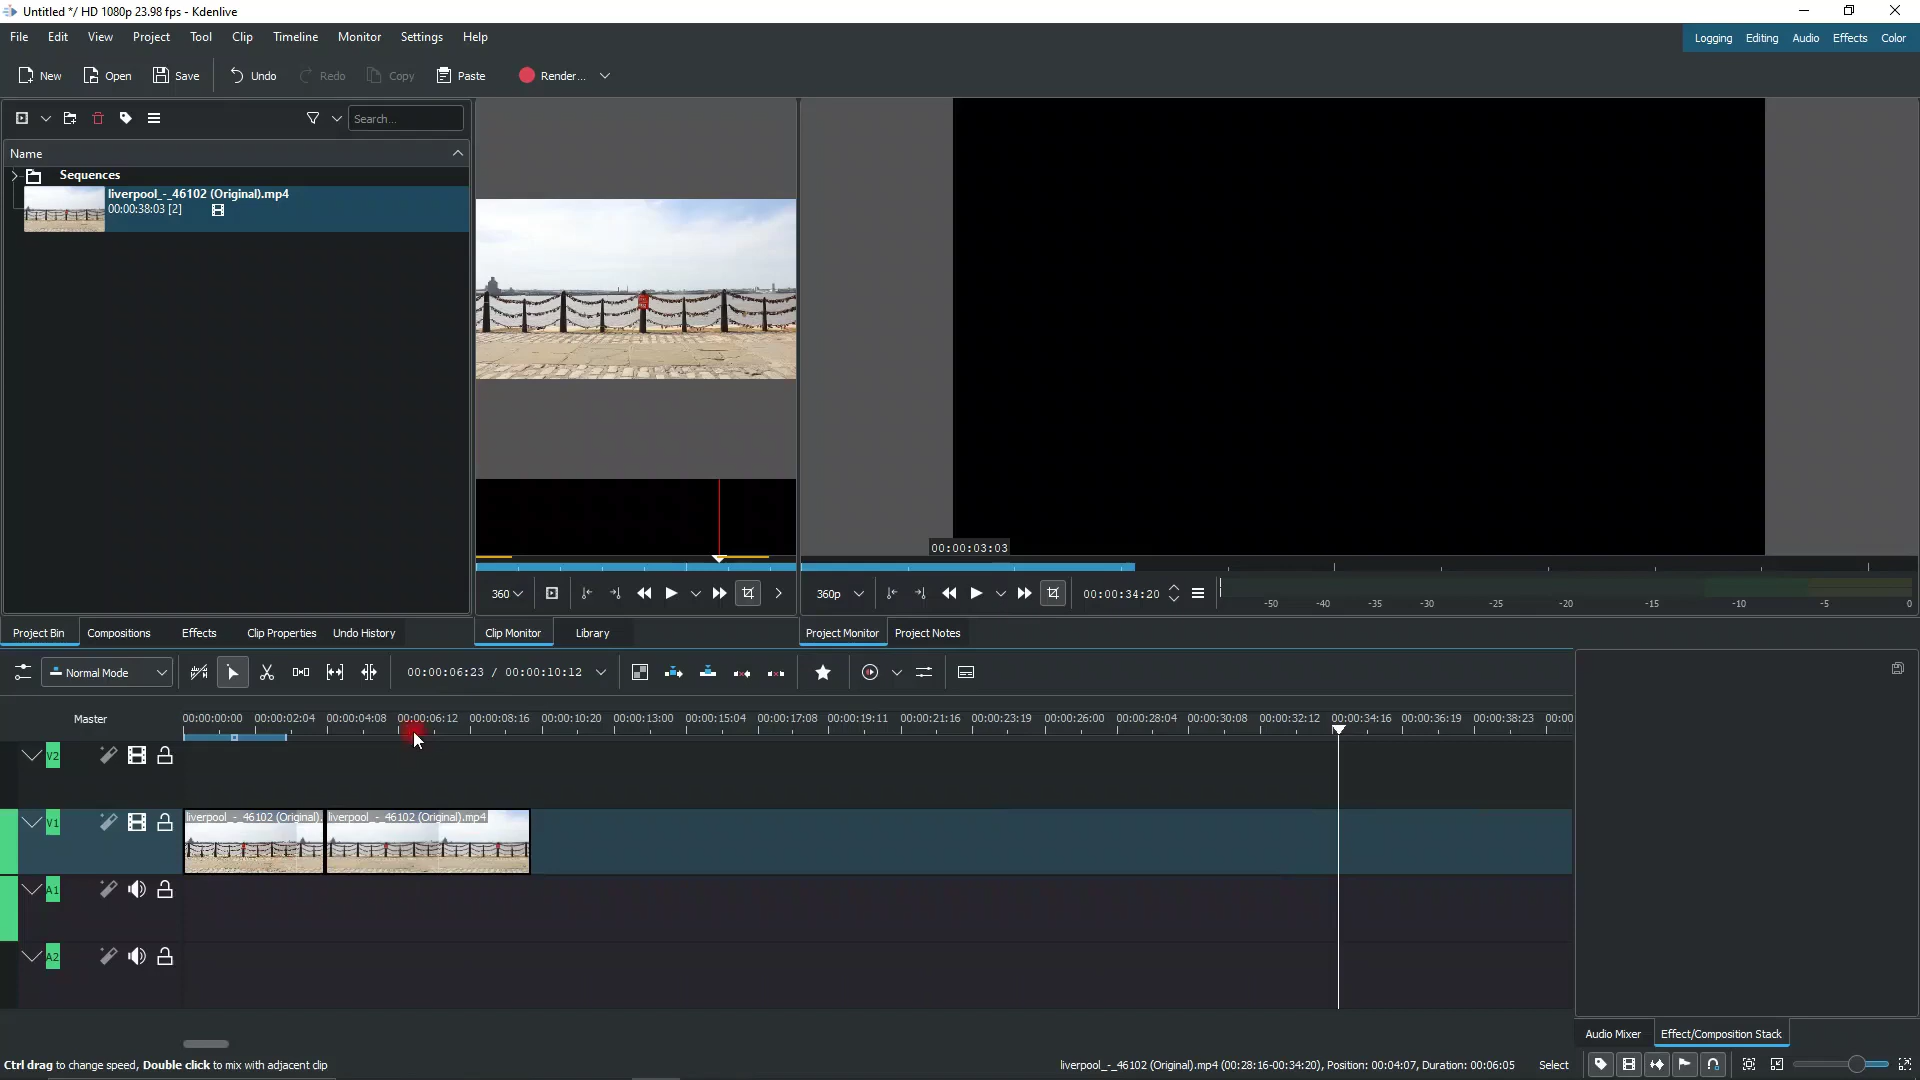 Untitled */ HD 1080p 23.98 fps - Kdenlive
File Edit View Project Tool Clip Timeline Monitor Settings Help
Logging Editing Audio Effects Color
New Open Save Undo Redo Copy Paste Render...
Search...
Name
Sequences
liverpool_-_46102 (Original).mp4
00:00:38:03 [2]
00:00:03:03
360 360p 00:00:34:20
-50 -40 -35 -30 -25 -20 -15 -10 -5 0
Project Bin Compositions Effects Clip Properties Undo History Clip Monitor Library Project Monitor Project Notes
Normal Mode 00:00:06:23 / 00:00:10:12
Master 00:00:00:00 00:00:02:04 00:00:04:08 00:00:06:12 00:00:08:16 00:00:10:20 00:00:13:00 00:00:15:04 00:00:17:08 00:00:19:11 00:00:21:16 00:00:23:19 00:00:26:00 00:00:28:04 00:00:30:08 00:00:32:12 00:00:34:16 00:00:36:19 00:00:38:23 00:00
V2
V1 liverpool_-_46102 (Original). liverpool_-_46102 (Original).mp4
A1
A2
Audio Mixer Effect/Composition Stack
Ctrl drag to change speed, Double click to mix with adjacent clip
liverpool_-_46102 (Original).mp4 (00:28:16-00:34:20), Position: 00:04:07, Duration: 00:06:05 Select